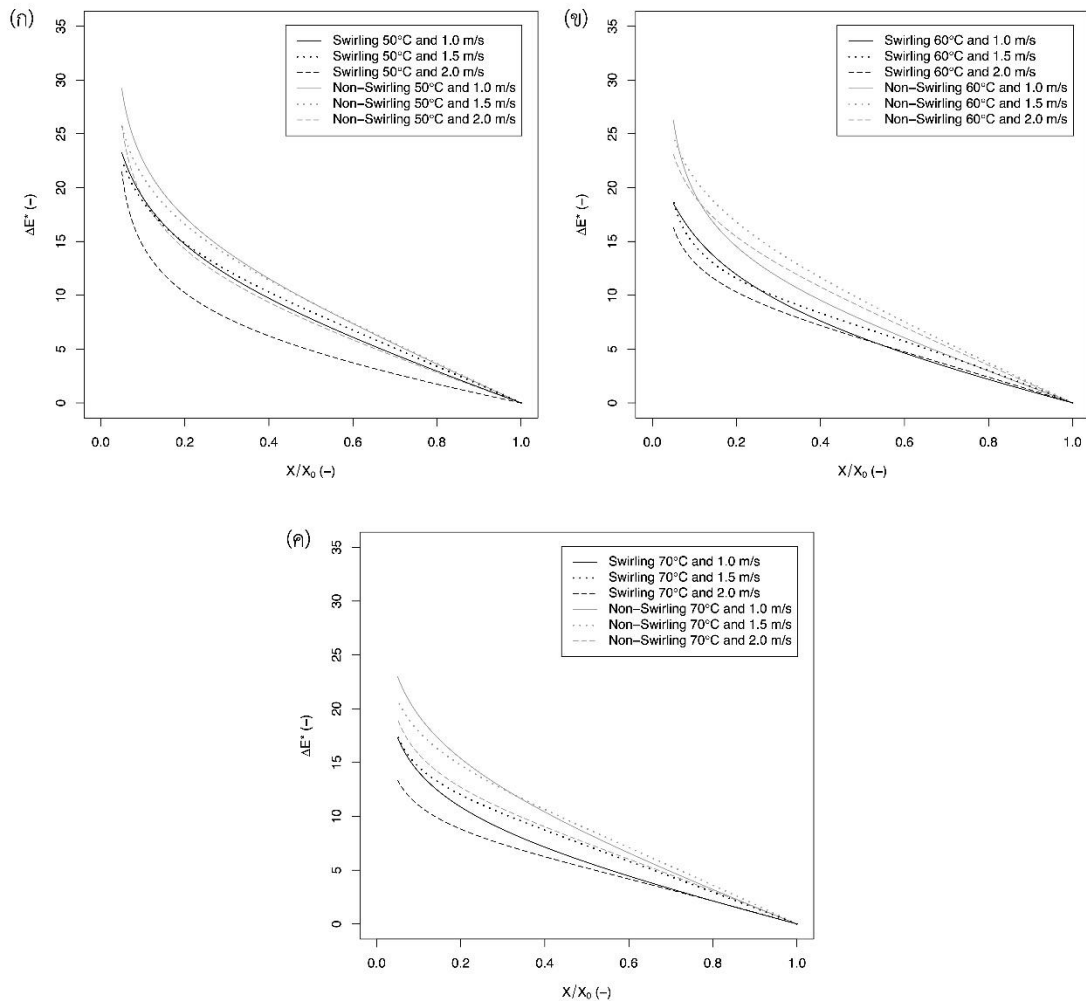 (ก)
35
30
25
20
15
10
5
0
ΔE* (−)
Swirling 50°C and 1.0 m/s
Swirling 50°C and 1.5 m/s
Swirling 50°C and 2.0 m/s
Non−Swirling 50°C and 1.0 m/s
Non−Swirling 50°C and 1.5 m/s
Non−Swirling 50°C and 2.0 m/s
0.0 0.2 0.4 0.6 0.8 1.0
X/X₀ (−)
(ข)
35
30
25
20
15
10
5
0
ΔE* (−)
Swirling 60°C and 1.0 m/s
Swirling 60°C and 1.5 m/s
Swirling 60°C and 2.0 m/s
Non−Swirling 60°C and 1.0 m/s
Non−Swirling 60°C and 1.5 m/s
Non−Swirling 60°C and 2.0 m/s
0.0 0.2 0.4 0.6 0.8 1.0
X/X₀ (−)
(ค)
35
30
25
20
15
10
5
0
ΔE* (−)
Swirling 70°C and 1.0 m/s
Swirling 70°C and 1.5 m/s
Swirling 70°C and 2.0 m/s
Non−Swirling 70°C and 1.0 m/s
Non−Swirling 70°C and 1.5 m/s
Non−Swirling 70°C and 2.0 m/s
0.0 0.2 0.4 0.6 0.8 1.0
X/X₀ (−)